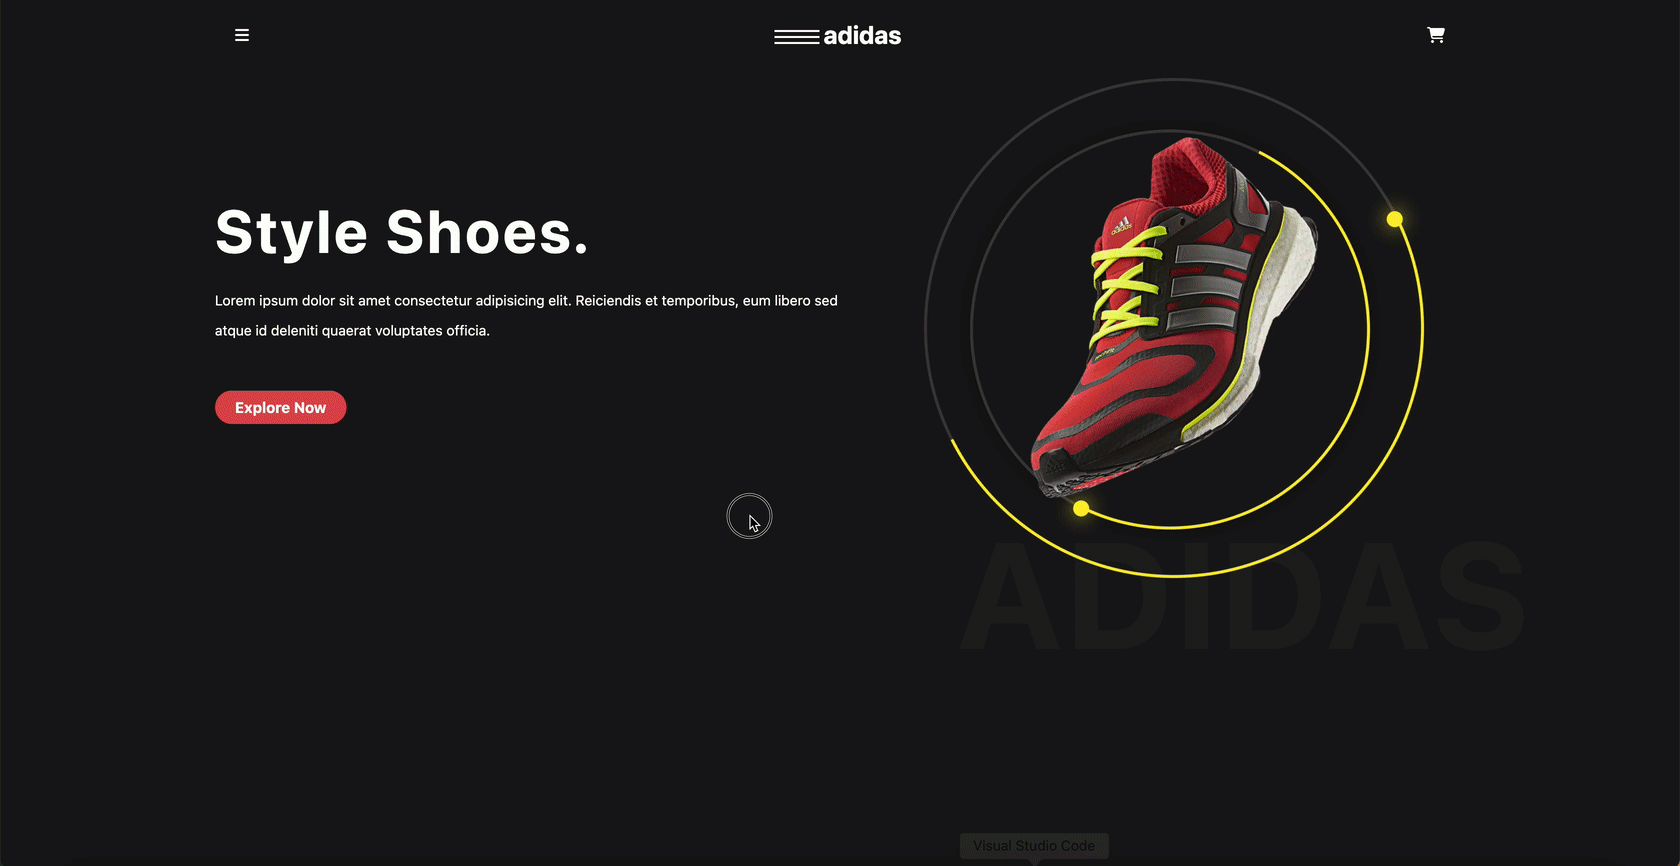 adidas
Style Shoes.
Lorem ipsum dolor sit amet consectetur adipisicing elit. Reiciendis et temporibus, eum libero sed
atque id deleniti quaerat voluptates officia.
Explore Now
adidas
ADIDAS
Visual Studio Code